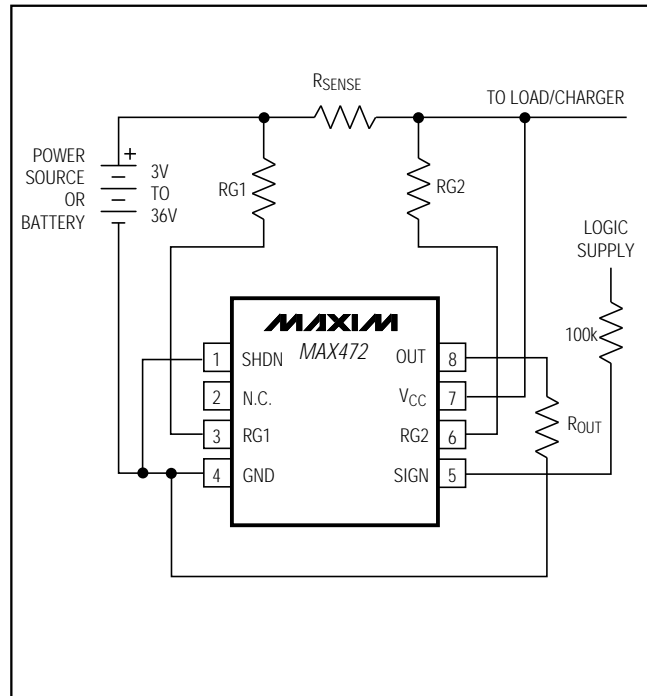 RSENSE
TO LOAD/CHARGER
POWER
SOURCE
OR
BATTERY
+
3V
TO
36V
RG1
RG2
LOGIC
SUPPLY
100k
MAXIM
MAX472
1
SHDN
OUT
8
2
N.C.
VCC
7
3
RG1
RG2
6
4
GND
SIGN
5
ROUT